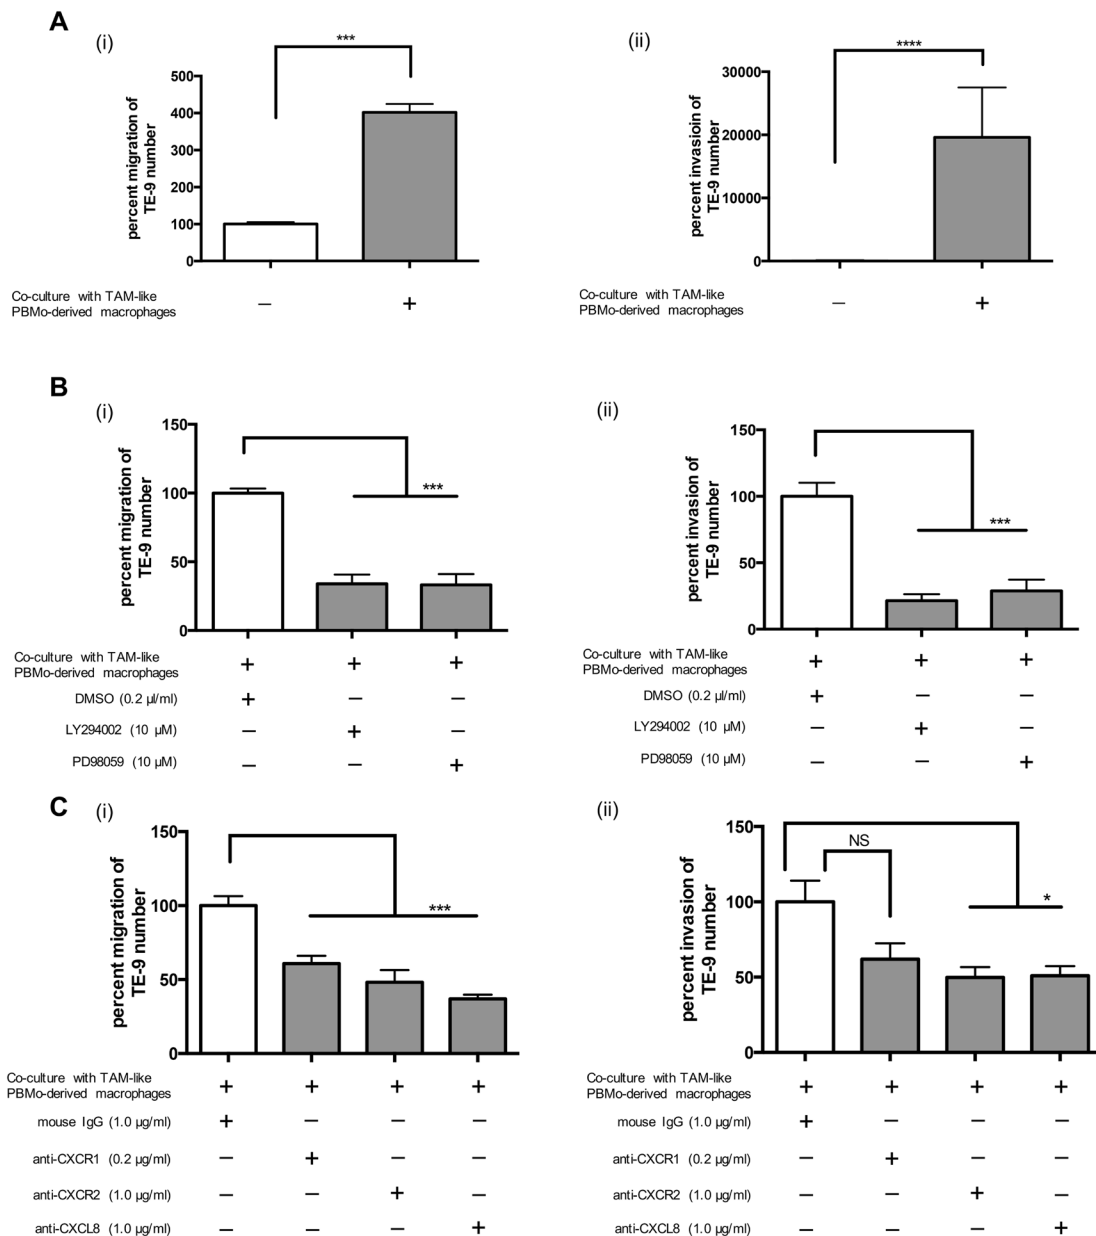 A
(i)
***
percent migration of
TE-9 number
500
400
300
200
100
0
Co-culture with TAM-like
PBMo-derived macrophages
— +
(ii)
****
percent invasioin of
TE-9 number
30000
20000
10000
0
Co-culture with TAM-like
PBMo-derived macrophages
— +
B
(i)
***
percent migration of
TE-9 number
150
100
50
0
Co-culture with TAM-like
PBMo-derived macrophages
+ + +
DMSO (0.2 µl/ml) + — —
LY294002 (10 µM) — + —
PD98059 (10 µM) — — +
(ii)
***
percent invasion of
TE-9 number
150
100
50
0
Co-culture with TAM-like
PBMo-derived macrophages
+ + +
DMSO (0.2 µl/ml) + — —
LY294002 (10 µM) — + —
PD98059 (10 µM) — — +
C
(i)
***
percent migration of
TE-9 number
150
100
50
0
Co-culture with TAM-like
PBMo-derived macrophages
+ + + +
mouse IgG (1.0 µg/ml) + — — —
anti-CXCR1 (0.2 µg/ml) — + — —
anti-CXCR2 (1.0 µg/ml) — — + —
anti-CXCL8 (1.0 µg/ml) — — — +
(ii)
NS
*
percent invasion of
TE-9 number
150
100
50
0
Co-culture with TAM-like
PBMo-derived macrophages
+ + + +
mouse IgG (1.0 µg/ml) + — — —
anti-CXCR1 (0.2 µg/ml) — + — —
anti-CXCR2 (1.0 µg/ml) — — + —
anti-CXCL8 (1.0 µg/ml) — — — +